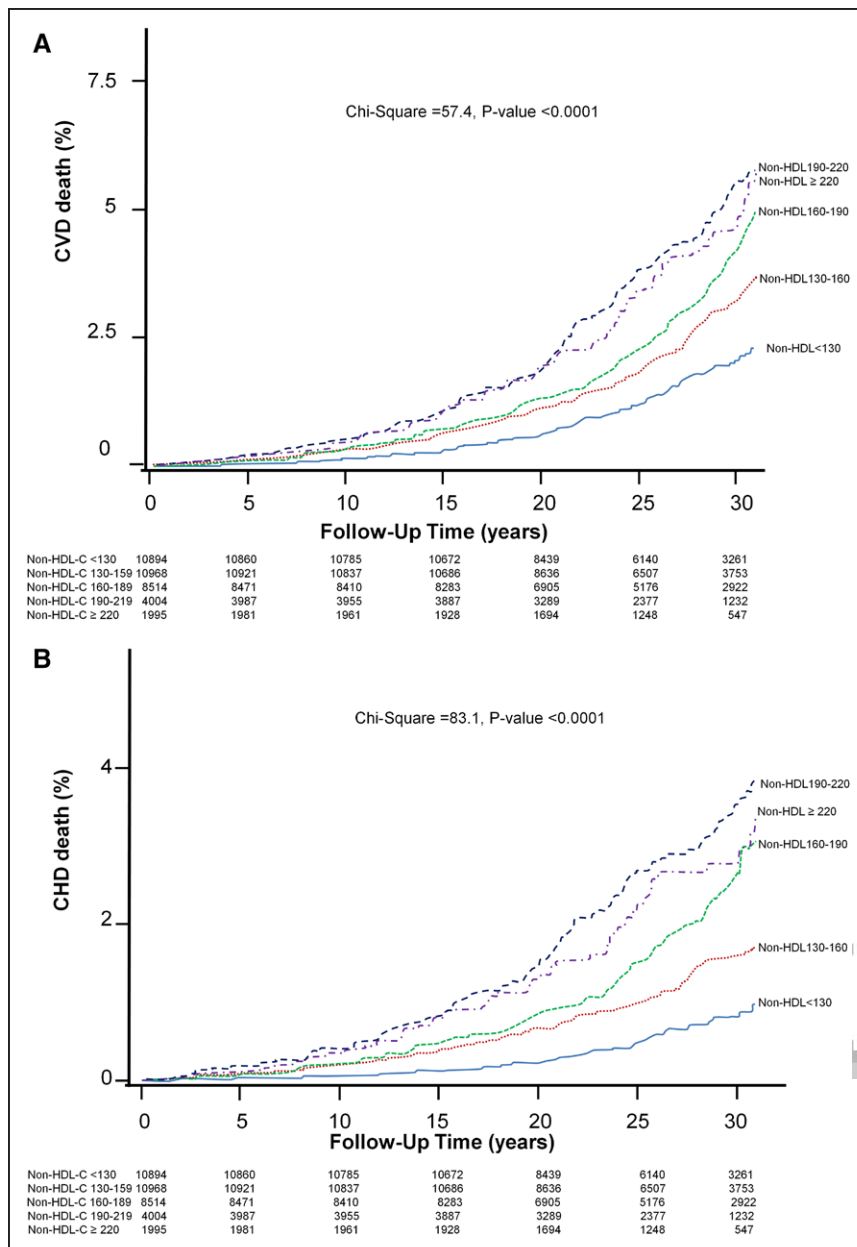 A
7.5
Chi-Square =57.4, P-value <0.0001
Non-HDL190-220
Non-HDL ≥ 220
5
Non-HDL160-190
CVD death (%)
Non-HDL130-160
2.5
Non-HDL<130
0
0 5 10 15 20 25 30
Follow-Up Time (years)
Non-HDL-C <130 10894 10860 10785 10672 8439 6140 3261
Non-HDL-C 130-159 10968 10921 10837 10686 8636 6507 3753
Non-HDL-C 160-189 8514 8471 8410 8283 6905 5176 2922
Non-HDL-C 190-219 4004 3987 3955 3887 3289 2377 1232
Non-HDL-C ≥ 220 1995 1981 1961 1928 1694 1248 547
B
Chi-Square =83.1, P-value <0.0001
4
Non-HDL190-220
Non-HDL ≥ 220
Non-HDL160-190
CHD death (%)
2
Non-HDL130-160
Non-HDL<130
0
0 5 10 15 20 25 30
Follow-Up Time (years)
Non-HDL-C <130 10894 10860 10785 10672 8439 6140 3261
Non-HDL-C 130-159 10968 10921 10837 10686 8636 6507 3753
Non-HDL-C 160-189 8514 8471 8410 8283 6905 5176 2922
Non-HDL-C 190-219 4004 3987 3955 3887 3289 2377 1232
Non-HDL-C ≥ 220 1995 1981 1961 1928 1694 1248 547